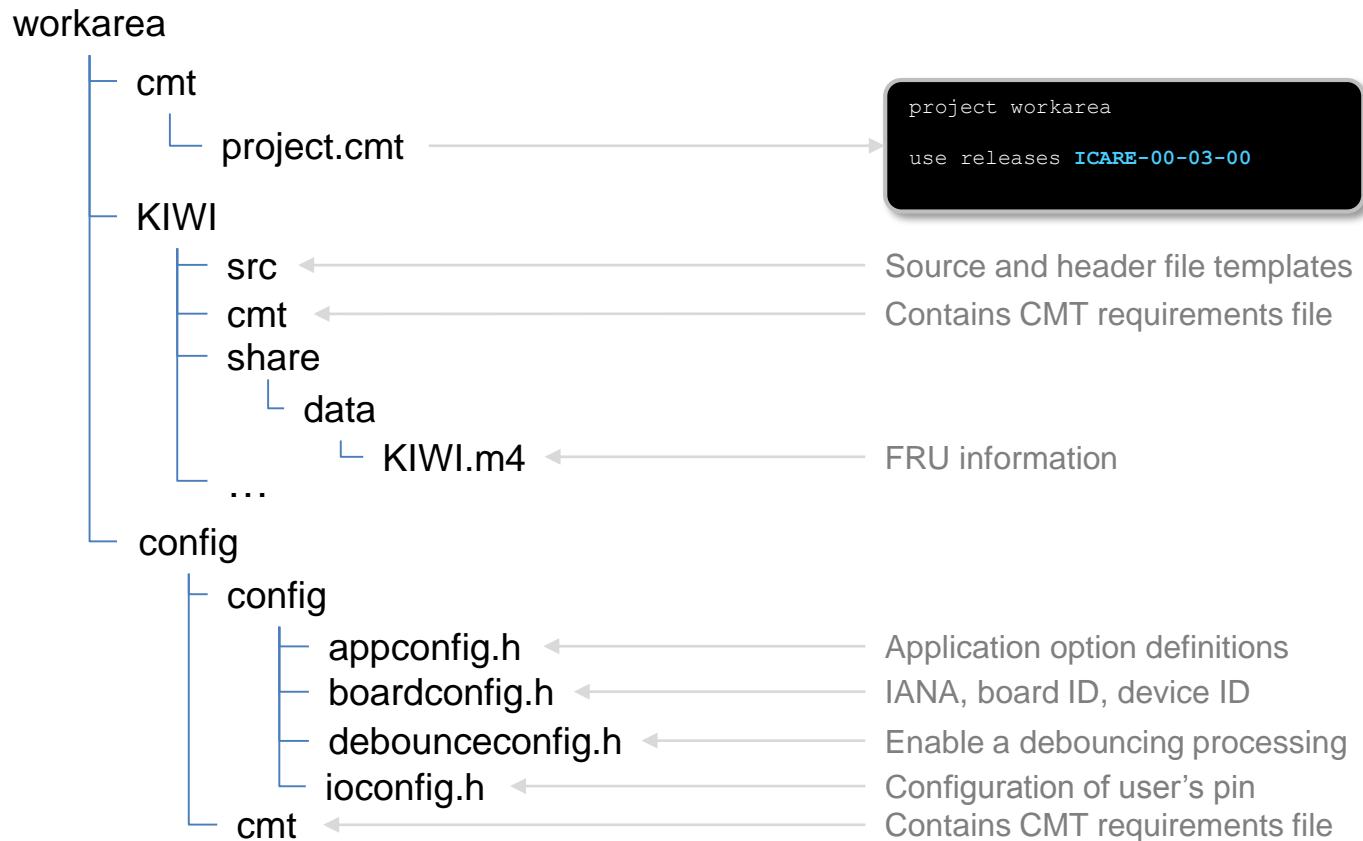 workarea
cmt
project.cmt
project workarea
use releases ICARE-00-03-00
KIWI
src
Source and header file templates
cmt
Contains CMT requirements file
share
data
KIWI.m4
FRU information
…
config
config
appconfig.h
Application option definitions
boardconfig.h
IANA, board ID, device ID
debounceconfig.h
Enable a debouncing processing
ioconfig.h
Configuration of user’s pin
cmt
Contains CMT requirements file